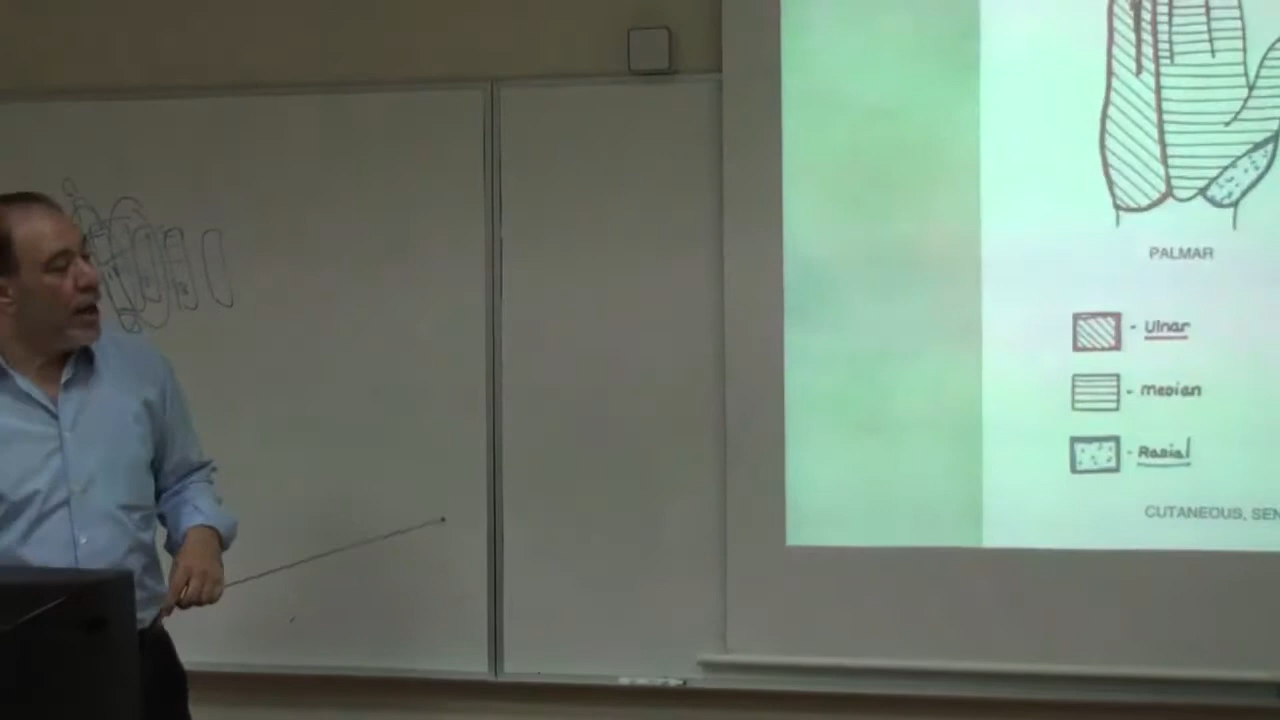 PALMAR
- Ulnar
- Median
- Radial
CUTANEOUS, SEN